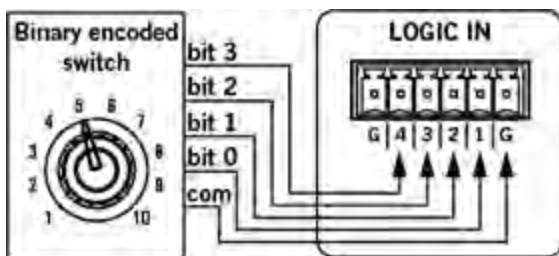 Binary encoded
switch
5 6
4 7
3 8
2 9
1 10
bit 3
bit 2
bit 1
bit 0
com
LOGIC IN
G 4 3 2 1 G